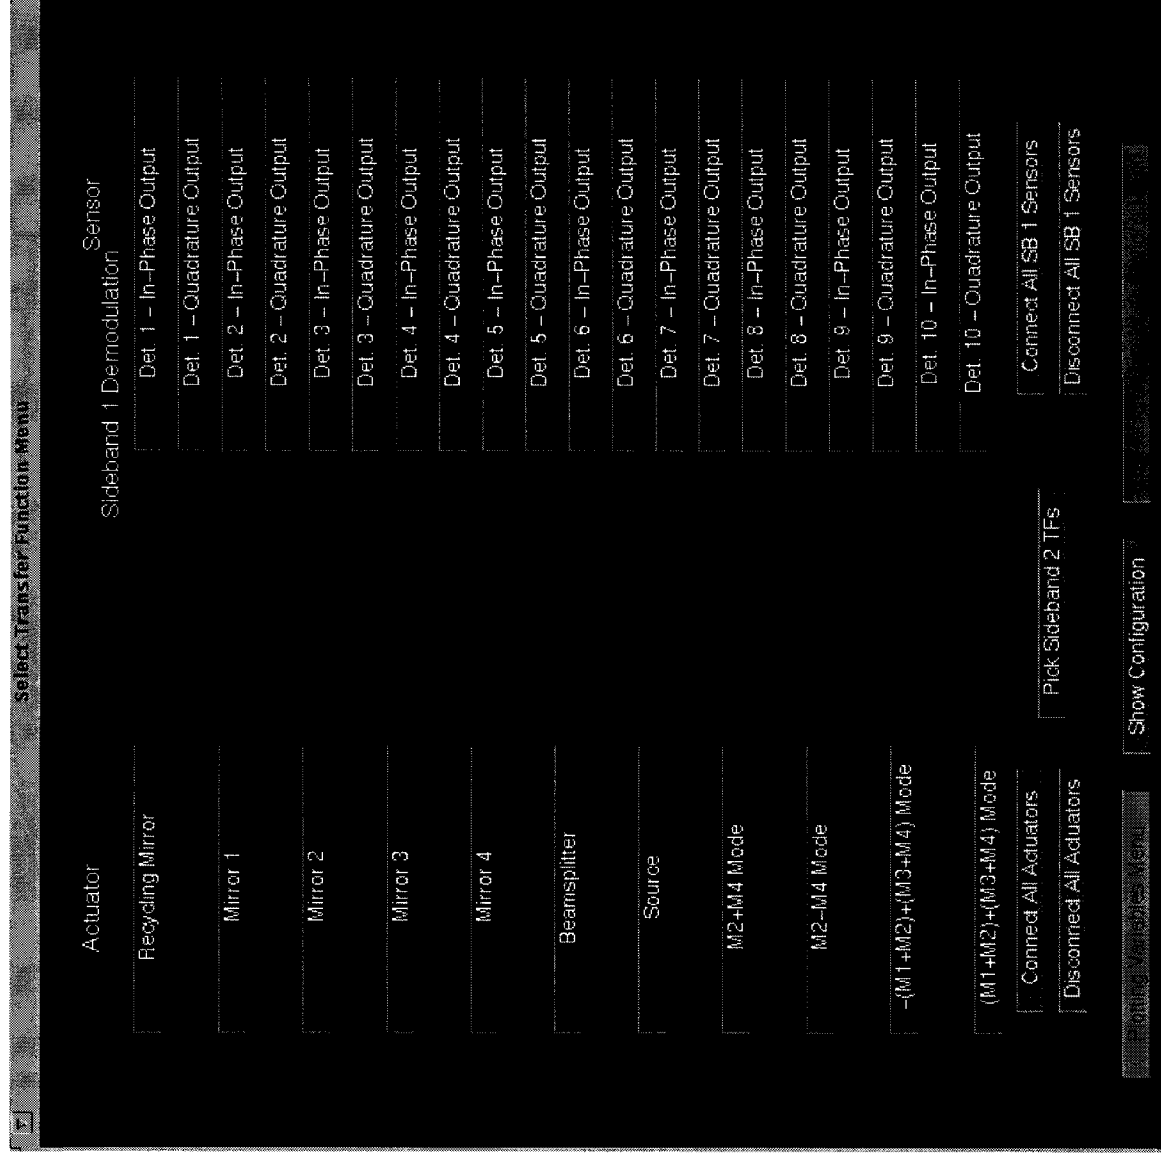 Select Transfer Function Menu
Actuator
Sensor
Sideband 1 Demodulation
Recycling Mirror
Mirror 1
Mirror 2
Mirror 3
Mirror 4
Beamsplitter
Source
M2+M4 Mode
M2–M4 Mode
–(M1+M2)+(M3+M4) Mode
(M1+M2)+(M3+M4) Mode
Connect All Actuators
Disconnect All Actuators
Det. 1 – In–Phase Output
Det. 1 – Quadrature Output
Det. 2 – In–Phase Output
Det. 2 – Quadrature Output
Det. 3 – In–Phase Output
Det. 3 – Quadrature Output
Det. 4 – In–Phase Output
Det. 4 – Quadrature Output
Det. 5 – In–Phase Output
Det. 5 – Quadrature Output
Det. 6 – In–Phase Output
Det. 6 – Quadrature Output
Det. 7 – In–Phase Output
Det. 7 – Quadrature Output
Det. 8 – In–Phase Output
Det. 8 – Quadrature Output
Det. 9 – In–Phase Output
Det. 9 – Quadrature Output
Det. 10 – In–Phase Output
Det. 10 – Quadrature Output
Connect All SB 1 Sensors
Disconnect All SB 1 Sensors
Pick Sideband 2 TFs
Plotting Variables Menu
Show Configuration